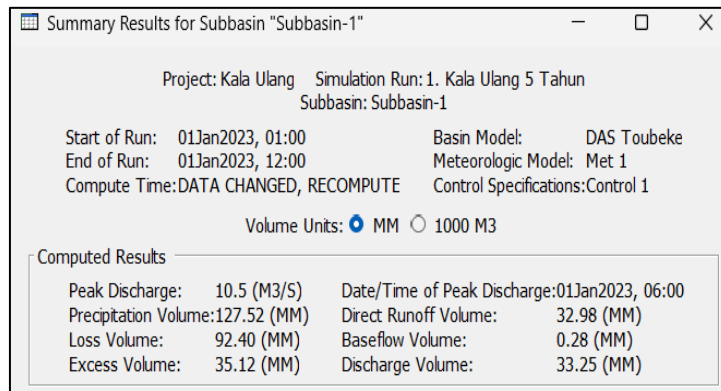 Summary Results for Subbasin "Subbasin-1"
Project: Kala Ulang Simulation Run: 1. Kala Ulang 5 Tahun
Subbasin: Subbasin-1
Start of Run: 01Jan2023, 01:00 Basin Model: DAS Toubeke
End of Run: 01Jan2023, 12:00 Meteorologic Model: Met 1
Compute Time:DATA CHANGED, RECOMPUTE Control Specifications:Control 1
Volume Units: MM 1000 M3
Computed Results
Peak Discharge: 10.5 (M3/S) Date/Time of Peak Discharge:01Jan2023, 06:00
Precipitation Volume:127.52 (MM) Direct Runoff Volume: 32.98 (MM)
Loss Volume: 92.40 (MM) Baseflow Volume: 0.28 (MM)
Excess Volume: 35.12 (MM) Discharge Volume: 33.25 (MM)